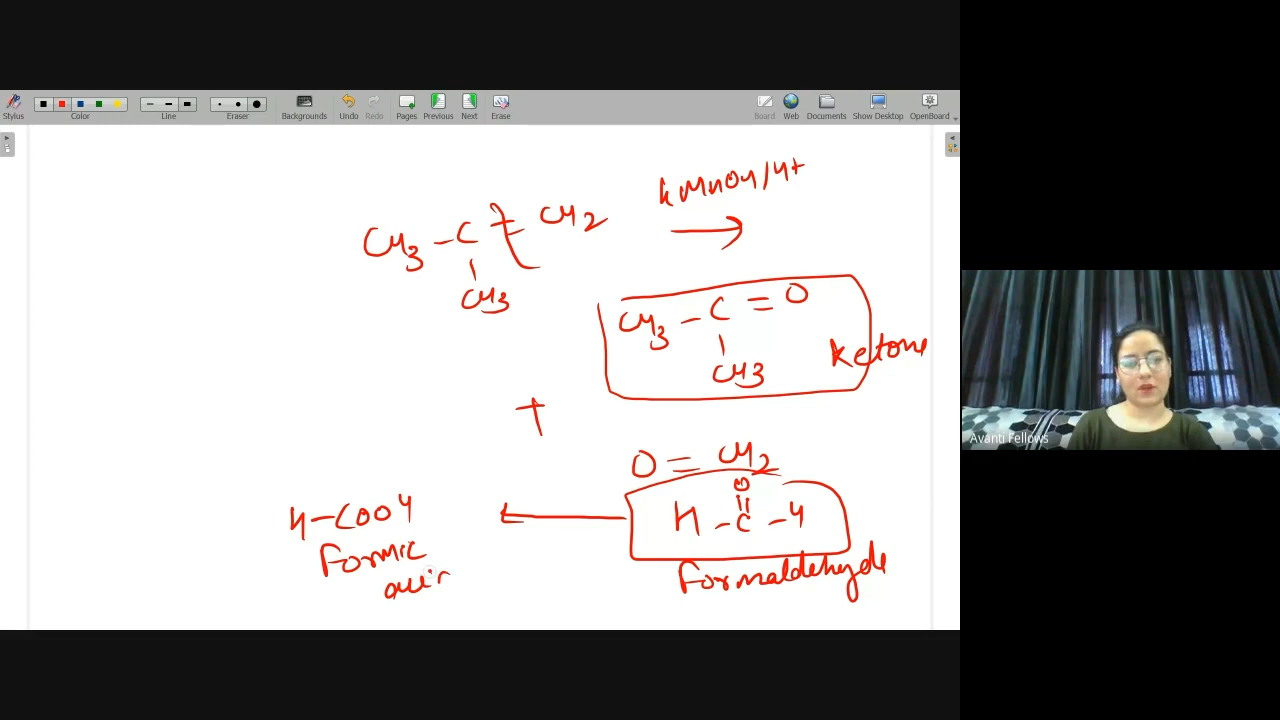 Stylus
Color
Line
Eraser
Backgrounds
Undo
Redo
Pages
Previous
Next
Erase
Board
Web
Documents
Show Desktop
OpenBoard
KMnO4/H+
CH3-C=CH2
CH3
CH3-C=O
CH3
Ketone
+
O=CH2
O
H-C-H
Formaldehyde
H-COOH
Formic
Avanti Fellows